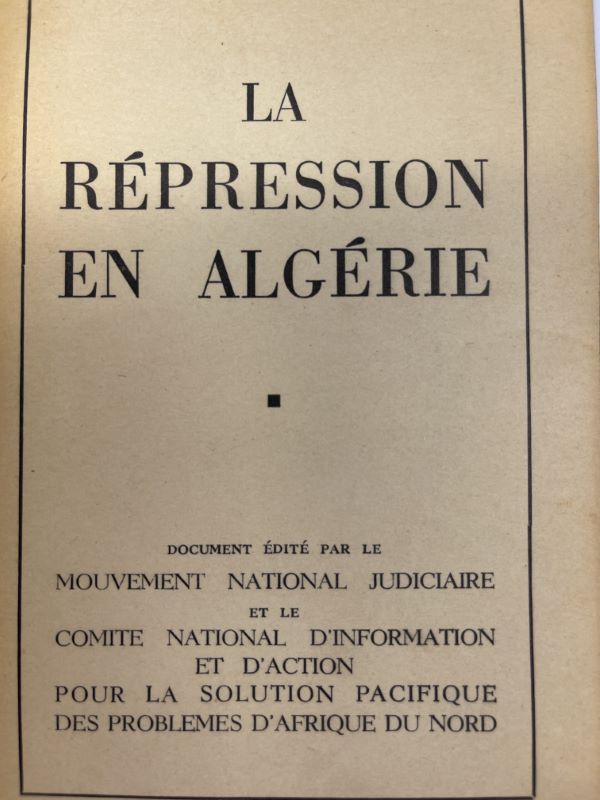 LA
RÉPRESSION
EN ALGÉRIE
DOCUMENT ÉDITÉ PAR LE
MOUVEMENT NATIONAL JUDICIAIRE
ET LE
COMITE NATIONAL D'INFORMATION
ET D'ACTION
POUR LA SOLUTION PACIFIQUE
DES PROBLEMES D'AFRIQUE DU NORD